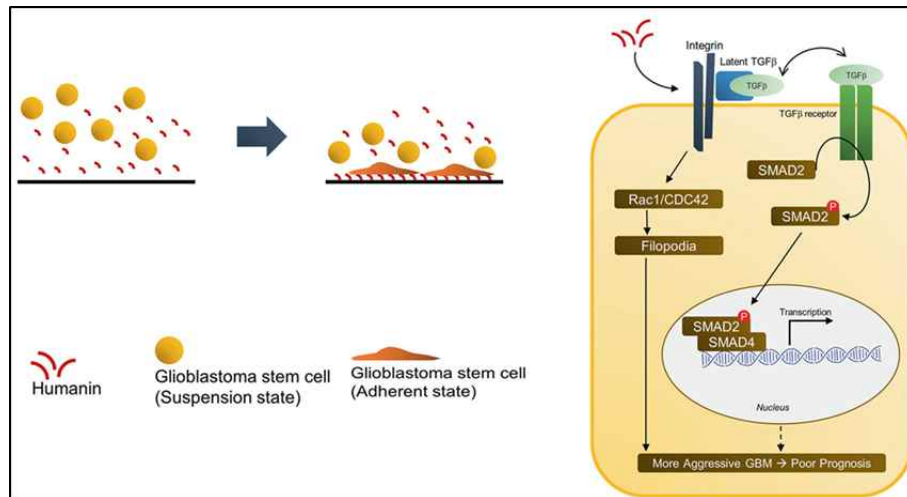 Humanin
Glioblastoma stem cell
(Suspension state)
Glioblastoma stem cell
(Adherent state)
Integrin
Latent TGFβ
TGFβ
TGFβ
TGFβ receptor
SMAD2
Rac1/CDC42
P
SMAD2
Filopodia
P
SMAD2
SMAD4
Transcription
Nucleus
More Aggressive GBM → Poor Prognosis